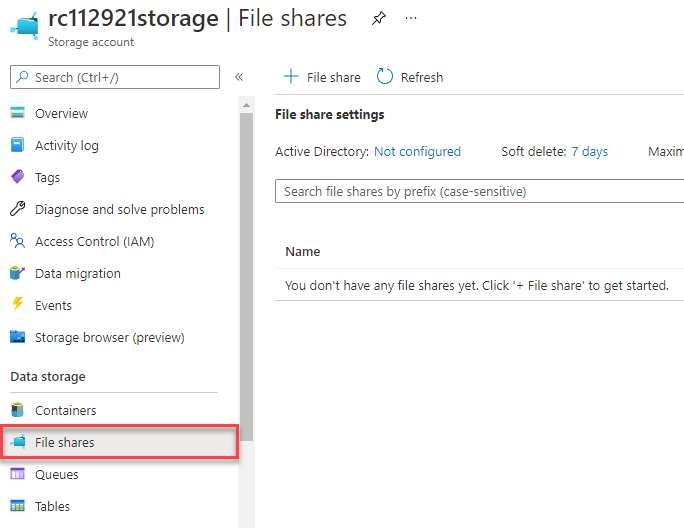 rc112921storage | File shares
Storage account
Search (Ctrl+/)
Overview
Activity log
Tags
Diagnose and solve problems
Access Control (IAM)
Data migration
Events
Storage browser (preview)
Data storage
Containers
File shares
Queues
Tables
+ File share Refresh
File share settings
Active Directory: Not configured Soft delete: 7 days Maxim
Search file shares by prefix (case-sensitive)
Name
You don't have any file shares yet. Click '+ File share' to get started.